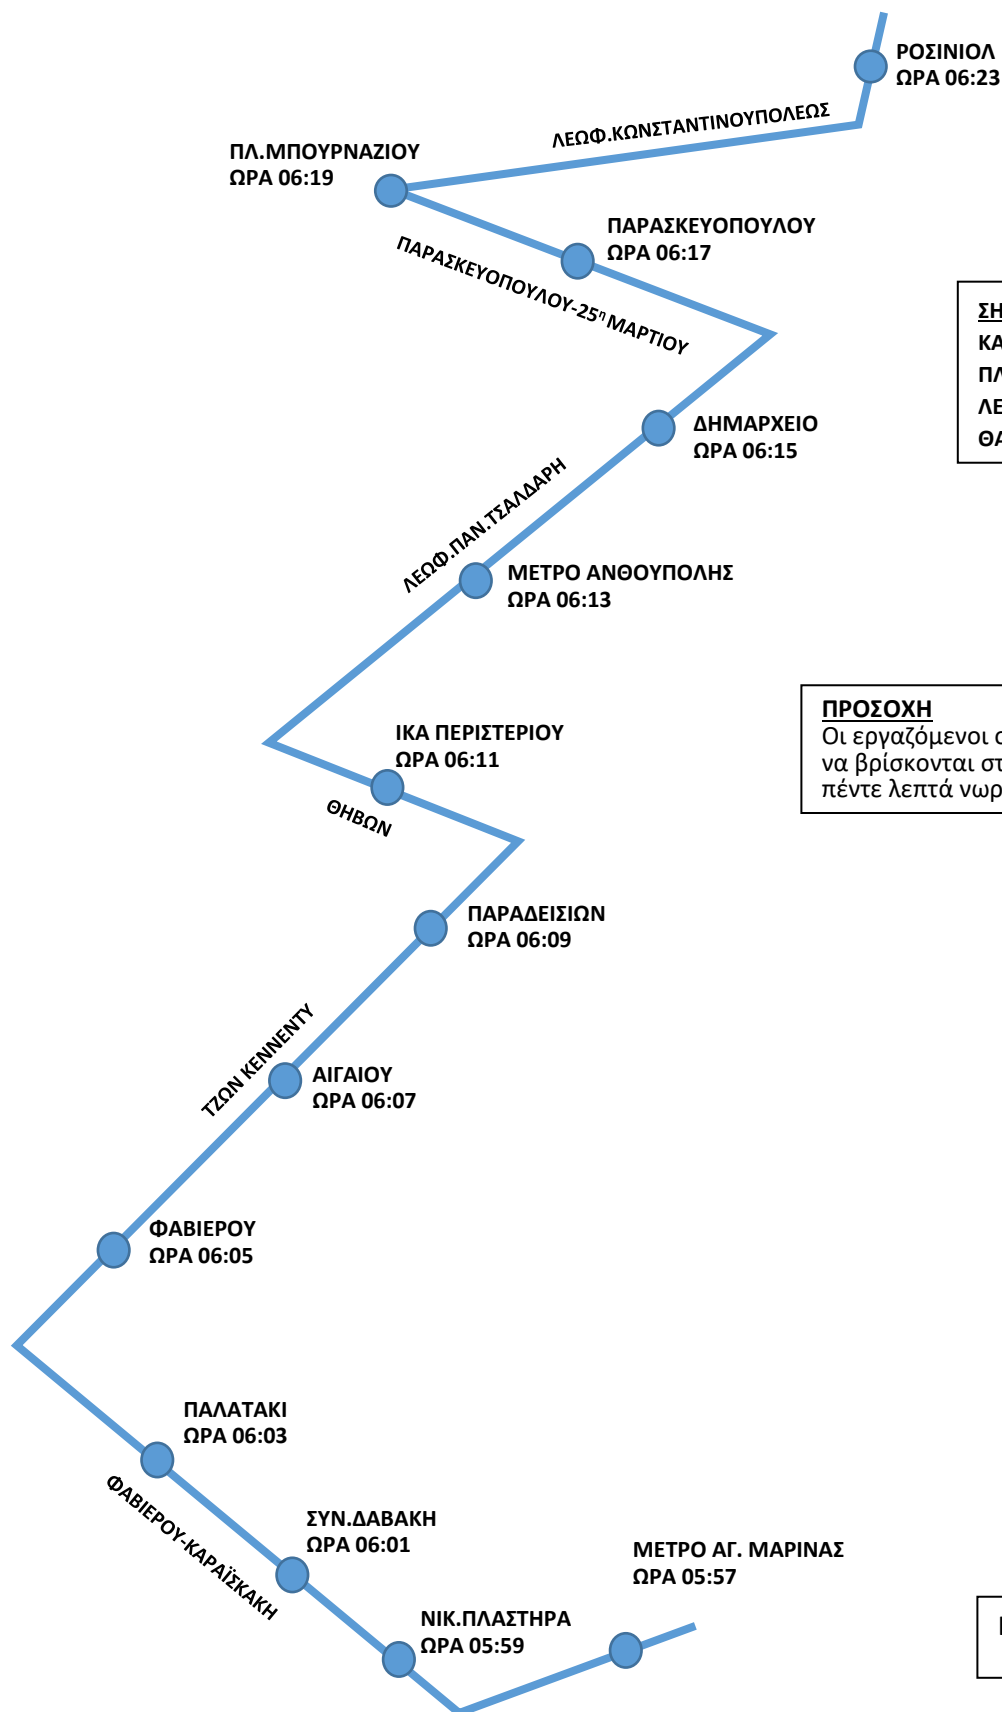 ΡΟΣΙΝΙΟΛ
ΩΡΑ 06:23
ΛΕΩΦ.ΚΩΝΣΤΑΝΤΙΝΟΥΠΟΛΕΩΣ
ΠΛ.ΜΠΟΥΡΝΑΖΙΟΥ
ΩΡΑ 06:19
ΠΑΡΑΣΚΕΥΟΠΟΥΛΟΥ
ΩΡΑ 06:17
ΠΑΡΑΣΚΕΥΟΠΟΥΛΟΥ-25η ΜΑΡΤΙΟΥ
ΔΗΜΑΡΧΕΙΟ
ΩΡΑ 06:15
ΛΕΩΦ.ΠΑΝ.ΤΣΑΛΔΑΡΗ
ΜΕΤΡΟ ΑΝΘΟΥΠΟΛΗΣ
ΩΡΑ 06:13
ΙΚΑ ΠΕΡΙΣΤΕΡΙΟΥ
ΩΡΑ 06:11
ΘΗΒΩΝ
ΠΡΟΣΟΧΗ
Οι εργαζόμενοι
να βρίσκονται
πέντε λεπτά
ΠΑΡΑΔΕΙΣΙΩΝ
ΩΡΑ 06:09
ΤΖΩΝ ΚΕΝΝΕΝΤΥ
ΑΙΓΑΙΟΥ
ΩΡΑ 06:07
ΦΑΒΙΕΡΟΥ
ΩΡΑ 06:05
ΠΑΛΑΤΑΚΙ
ΩΡΑ 06:03
ΦΑΒΙΕΡΟΥ-ΚΑΡΑΪΣΚΑΚΗ
ΣΥΝ.ΔΑΒΑΚΗ
ΩΡΑ 06:01
ΜΕΤΡΟ ΑΓ. ΜΑΡΙΝΑΣ
ΩΡΑ 05:57
ΝΙΚ.ΠΛΑΣΤΗΡΑ
ΩΡΑ 05:59